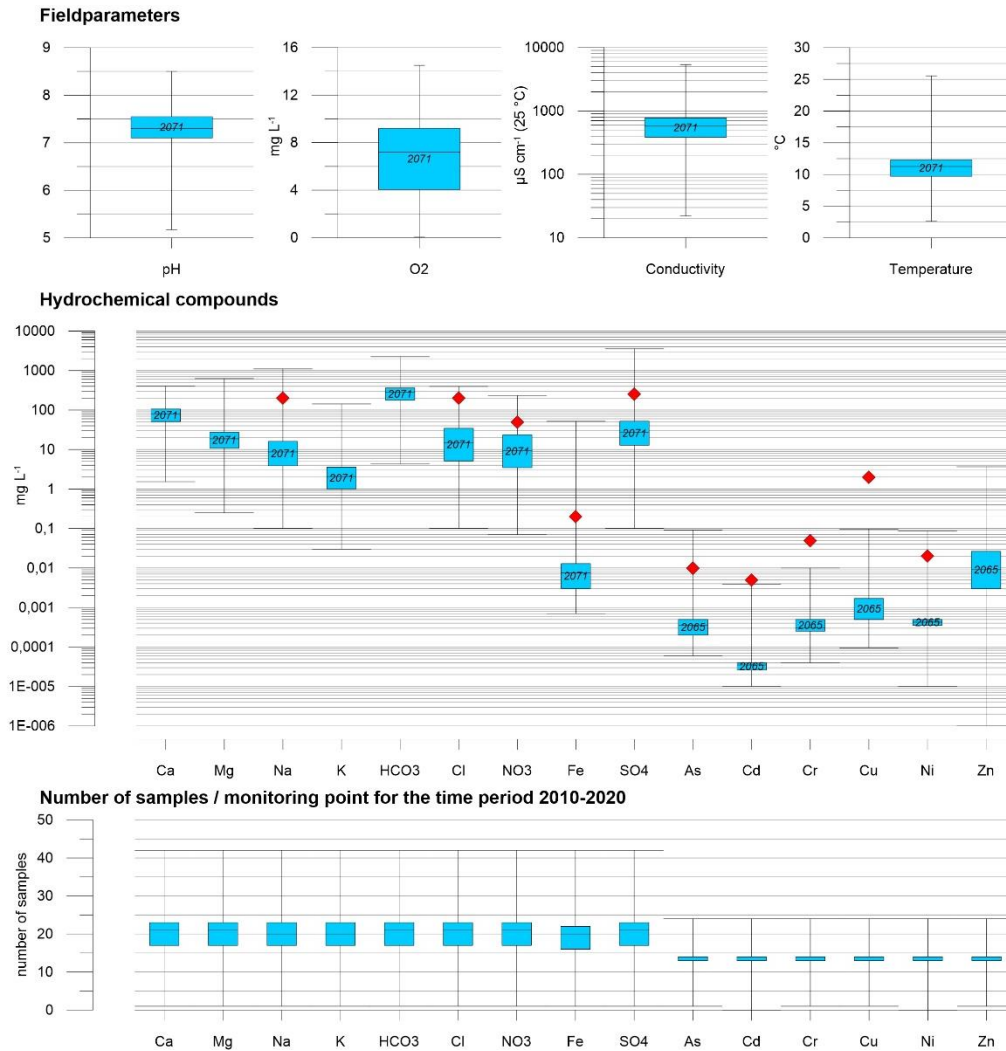 Fieldparameters
9
8
7
6
5
2071
pH
16
12
8
4
0
mg L-1
2071
O2
10000
1000
100
10
µS cm-1 (25 °C)
2071
Conductivity
30
25
20
15
10
5
0
°C
2071
Temperature
Hydrochemical compounds
10000
1000
100
10
1
0,1
0,01
0,001
0,0001
1E-005
1E-006
mg L-1
2071 2071 2071 2071 2071 2071 2071 2071 2071 2065 2065 2065 2065 2065 2065
Ca Mg Na K HCO3 Cl NO3 Fe SO4 As Cd Cr Cu Ni Zn
Number of samples / monitoring point for the time period 2010-2020
50
40
30
20
10
0
number of samples
Ca Mg Na K HCO3 Cl NO3 Fe SO4 As Cd Cr Cu Ni Zn